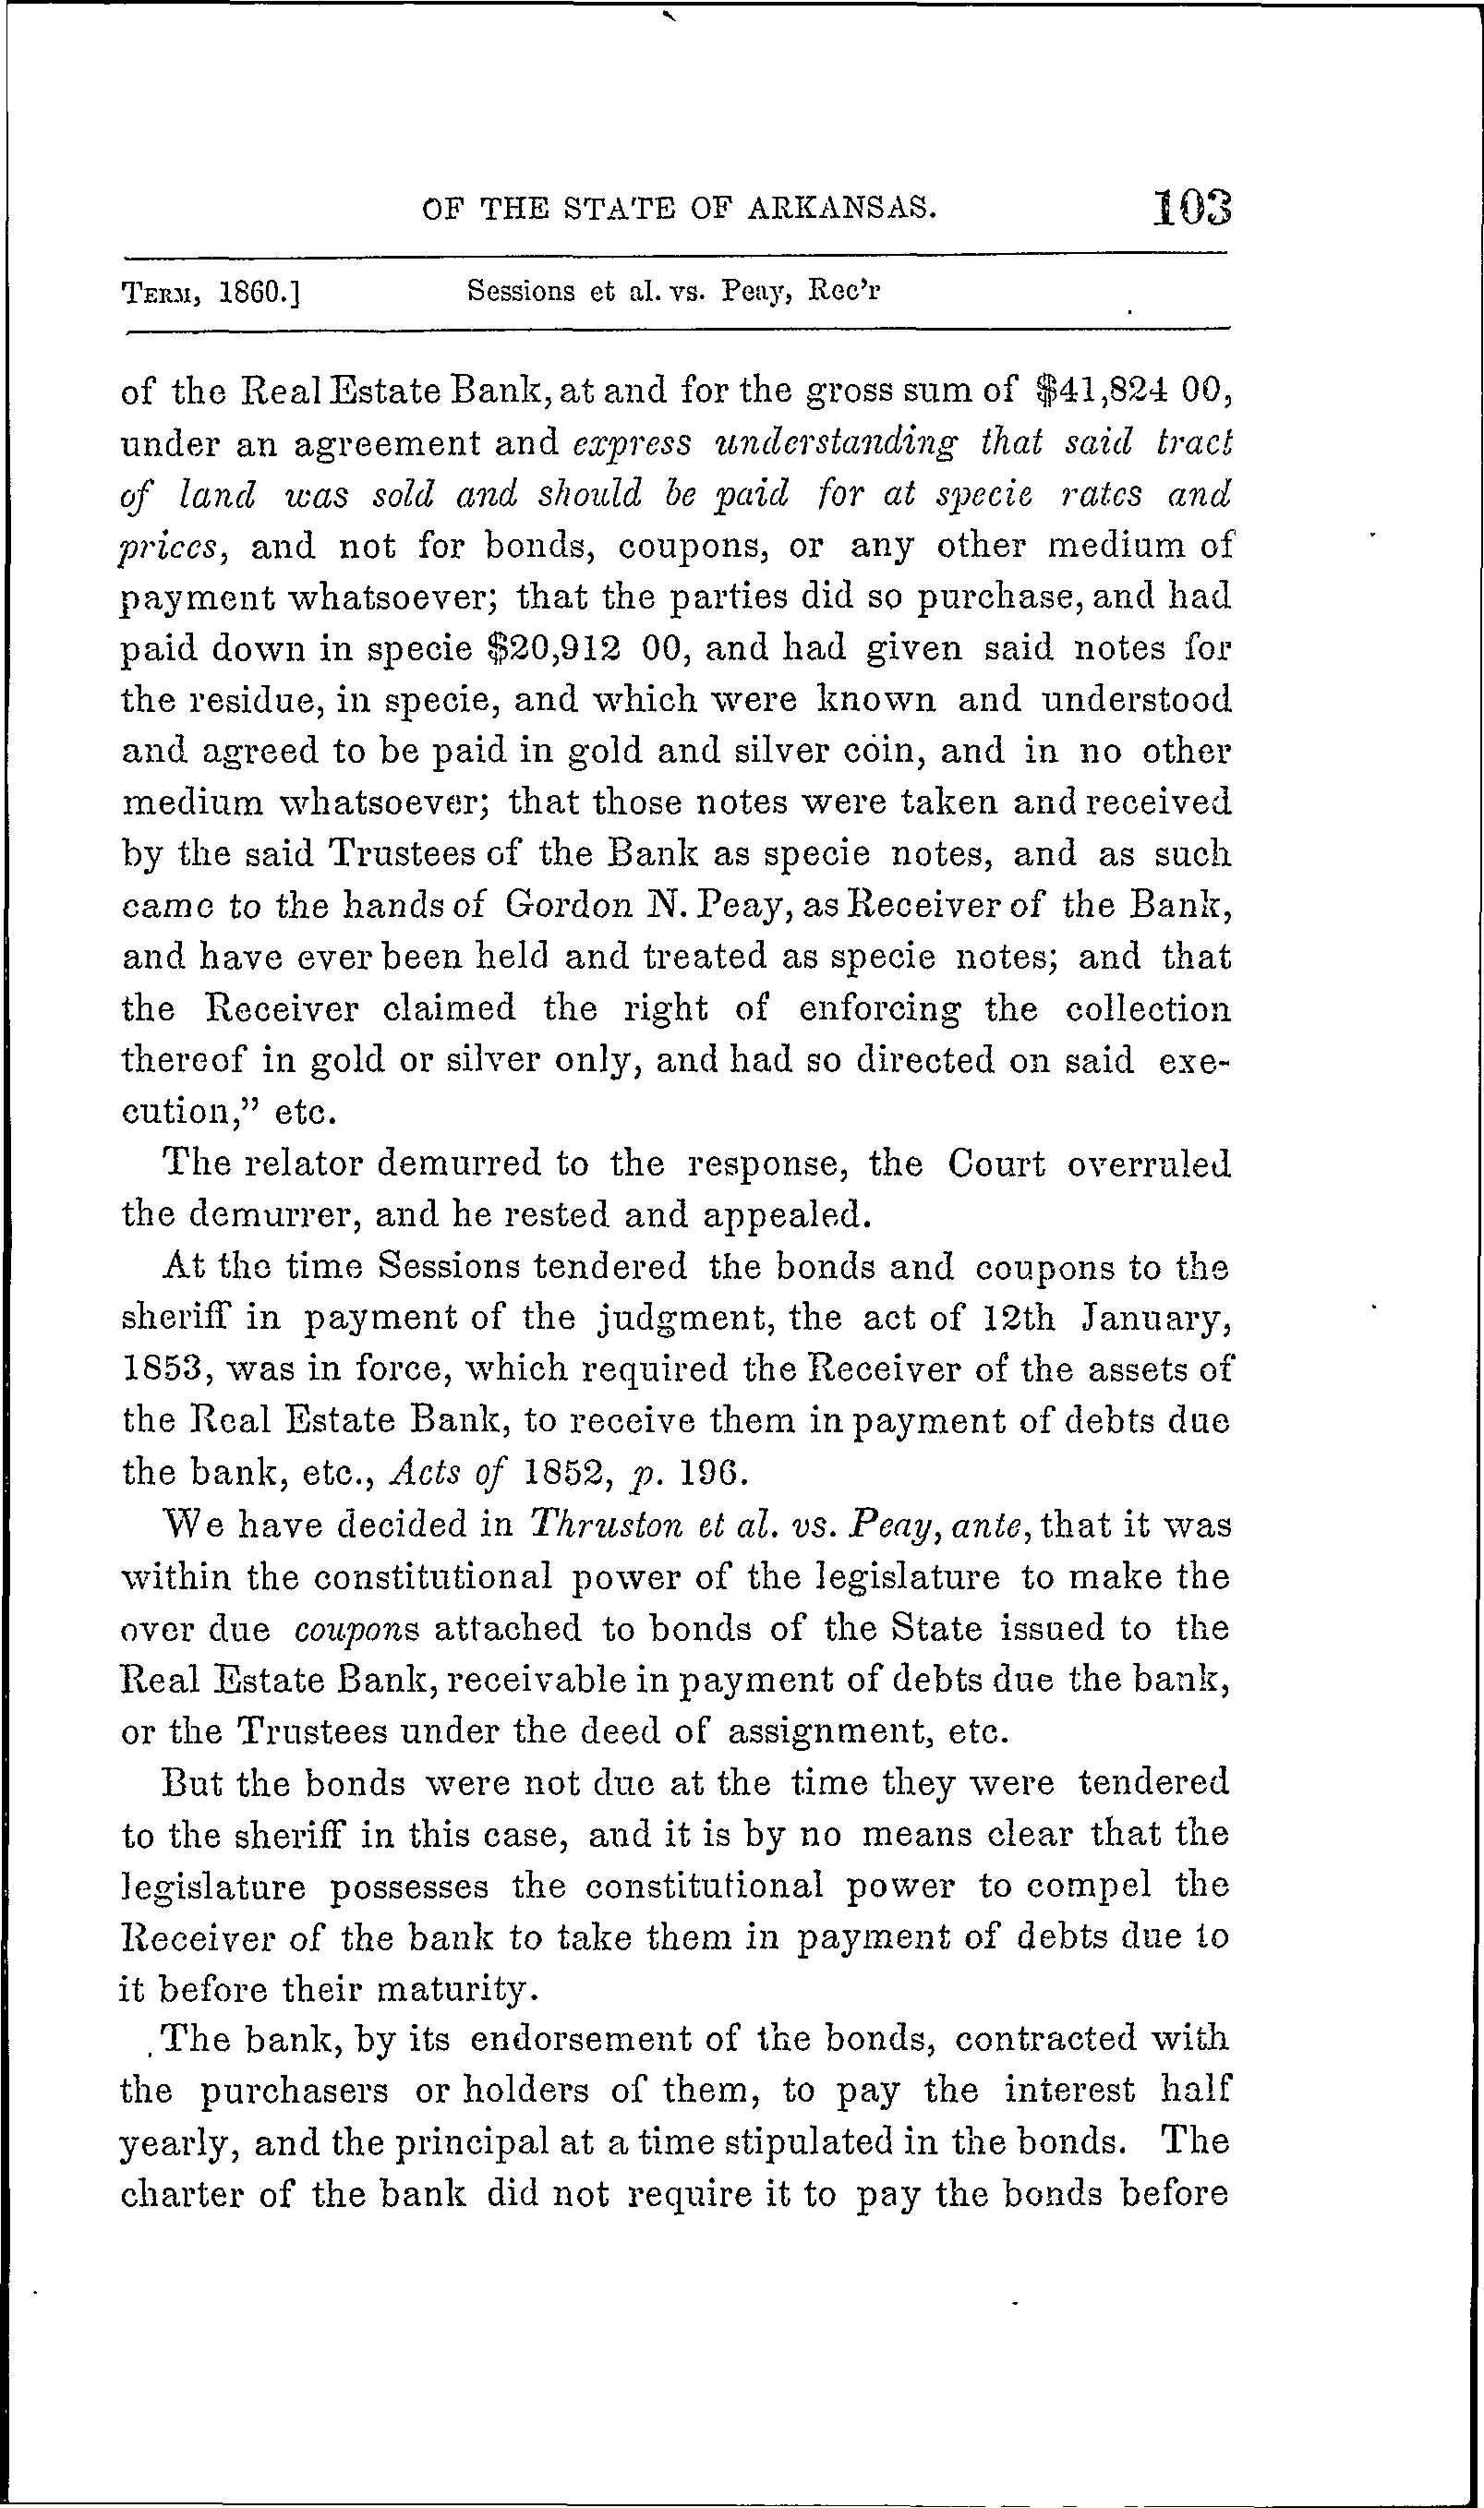 OF THE STATE OF ARKANSAS. 103
TERM, 1860.] Sessions et al. vs. Peay, Rec'r
of the Real Estate Bank, at and for the gross sum of $41,824 00,
under an agreement and express understanding that said tract
of land was sold and should be paid for at specie rates and
prices, and not for bonds, coupons, or any other medium of
payment whatsoever; that the parties did so purchase, and had
paid down in specie $20,912 00, and had given said notes for
the residue, in specie, and which were known and understood
and agreed to be paid in gold and silver coin, and in no other
medium whatsoever; that those notes were taken and received
by the said Trustees of the Bank as specie notes, and as such
came to the hands of Gordon N. Peay, as Receiver of the Bank,
and have ever been held and treated as specie notes; and that
the Receiver claimed the right of enforcing the collection
thereof in gold or silver only, and had so directed on said exe-
cution," etc.
The relator demurred to the response, the Court overruled
the demurrer, and he rested and appealed.
At the time Sessions tendered the bonds and coupons to the
sheriff in payment of the judgment, the act of 12th January,
1853, was in force, which required the Receiver of the assets of
the Real Estate Bank, to receive them in payment of debts due
the bank, etc., Acts of 1852, p. 196.
We have decided in Thruston et al. vs. Peay, ante, that it was
within the constitutional power of the legislature to make the
over due coupons attached to bonds of the State issued to the
Real Estate Bank, receivable in payment of debts due the bank,
or the Trustees under the deed of assignment, etc.
But the bonds were not due at the time they were tendered
to the sheriff in this case, and it is by no means clear that the
legislature possesses the constitutional power to compel the
Receiver of the bank to take them in payment of debts due to
it before their maturity.
The bank, by its endorsement of the bonds, contracted with
the purchasers or holders of them, to pay the interest half
yearly, and the principal at a time stipulated in the bonds. The
charter of the bank did not require it to pay the bonds before